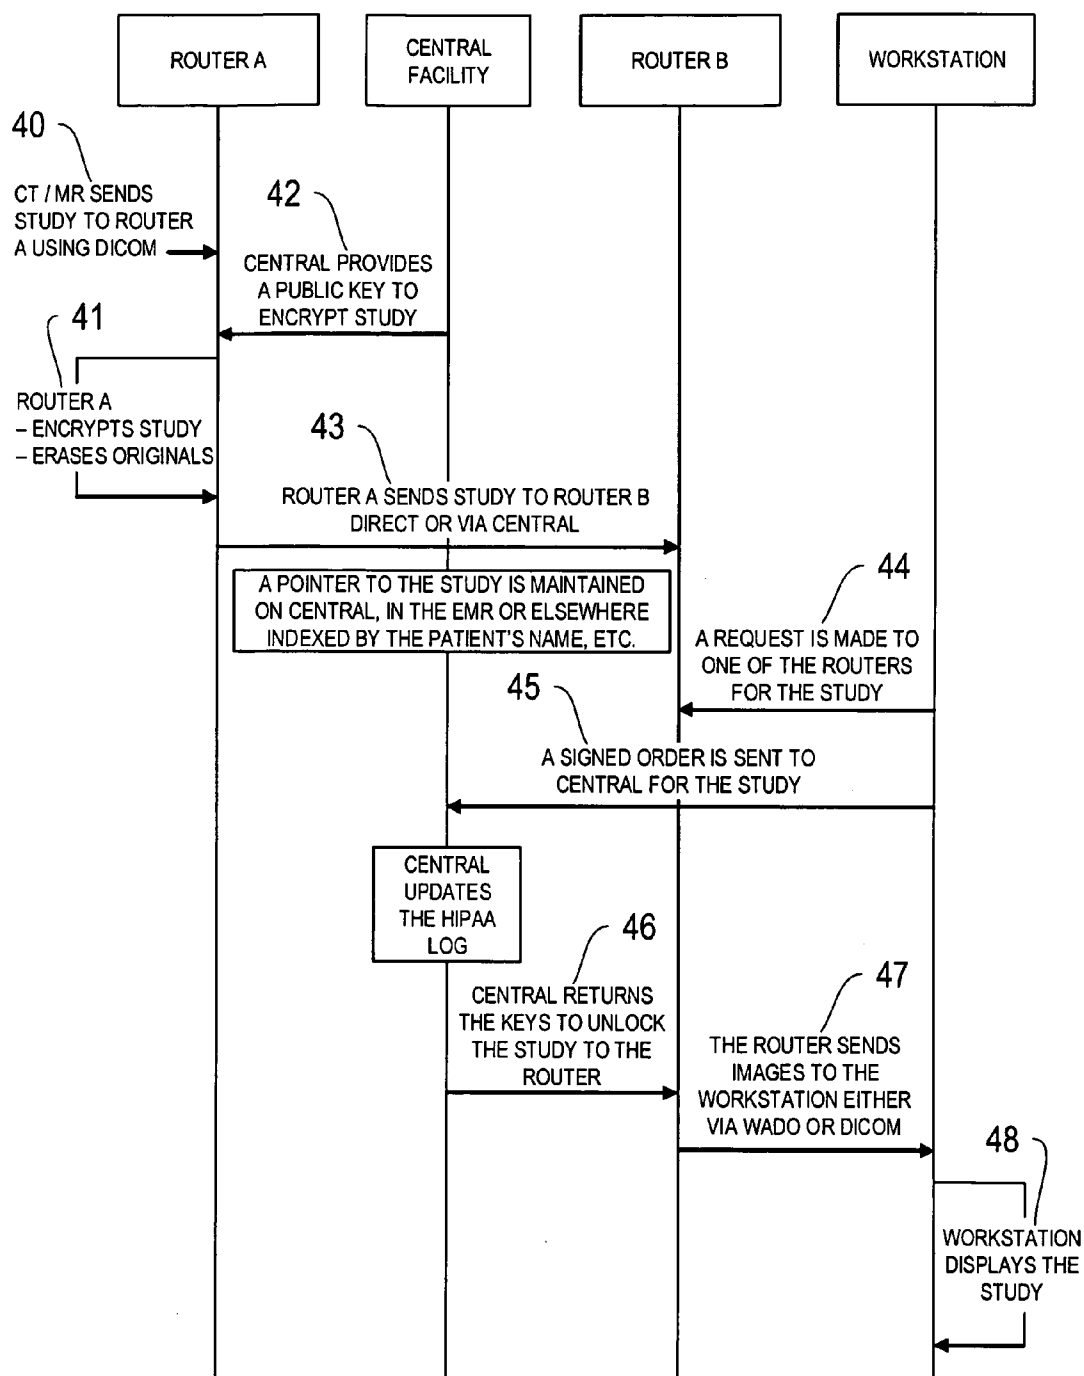 ROUTER A
CENTRAL
FACILITY
ROUTER B
WORKSTATION
40
CT / MR SENDS
STUDY TO ROUTER
A USING DICOM
42
CENTRAL PROVIDES
A PUBLIC KEY TO
ENCRYPT STUDY
41
ROUTER A
– ENCRYPTS STUDY
– ERASES ORIGINALS
43
ROUTER A SENDS STUDY TO ROUTER B
DIRECT OR VIA CENTRAL
A POINTER TO THE STUDY IS MAINTAINED
ON CENTRAL, IN THE EMR OR ELSEWHERE
INDEXED BY THE PATIENT'S NAME, ETC.
44
A REQUEST IS MADE TO
ONE OF THE ROUTERS
FOR THE STUDY
45
A SIGNED ORDER IS SENT TO
CENTRAL FOR THE STUDY
CENTRAL
UPDATES
THE HIPAA
LOG
46
CENTRAL RETURNS
THE KEYS TO UNLOCK
THE STUDY TO THE
ROUTER
47
THE ROUTER SENDS
IMAGES TO THE
WORKSTATION EITHER
VIA WADO OR DICOM
48
WORKSTATION
DISPLAYS THE
STUDY